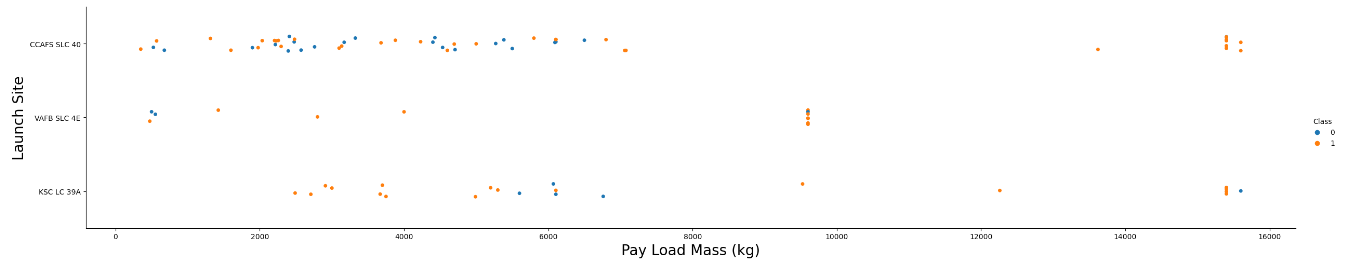 Launch Site
CCAFS SLC 40
VAFB SLC 4E
KSC LC 39A
0 2000 4000 6000 8000 10000 12000 14000 16000
Pay Load Mass (kg)
Class
0
1